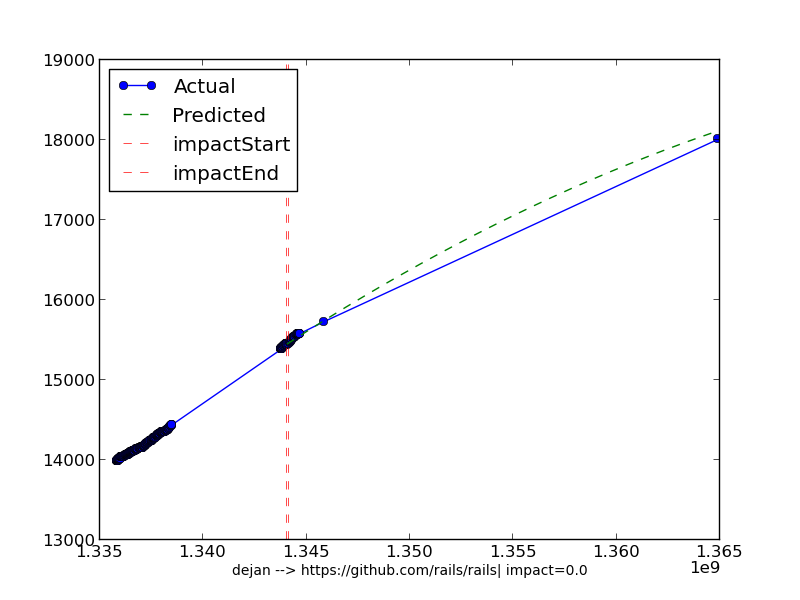 19000
18000
17000
16000
15000
14000
13000
Actual
Predicted
impactStart
impactEnd
1.335 1.340 1.345 1.350 1.355 1.360 1.365
1e9
dejan --> https://github.com/rails/rails| impact=0.0